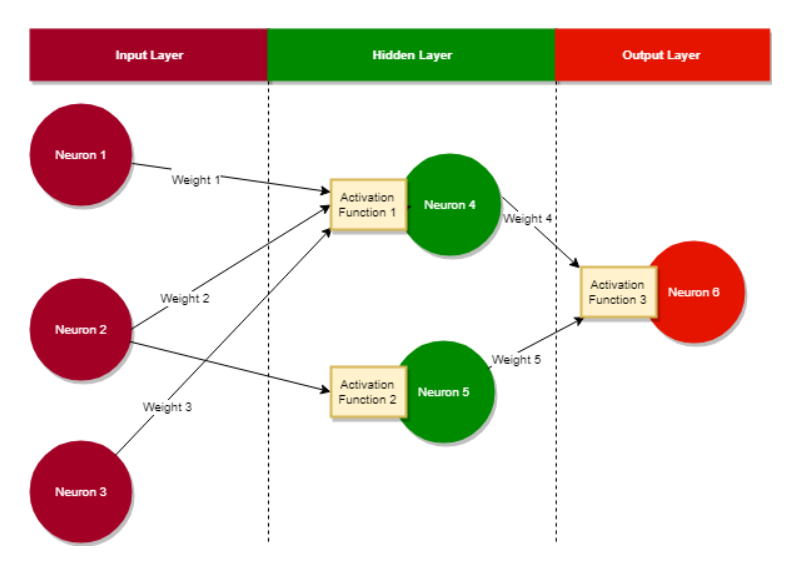 Input Layer
Hidden Layer
Output Layer
Neuron 1
Weight 1
Activation
Function 1
Neuron 4
Weight 4
Weight 2
Neuron 2
Activation
Function 3
Neuron 6
Weight 3
Activation
Function 2
Neuron 5
Weight 5
Neuron 3